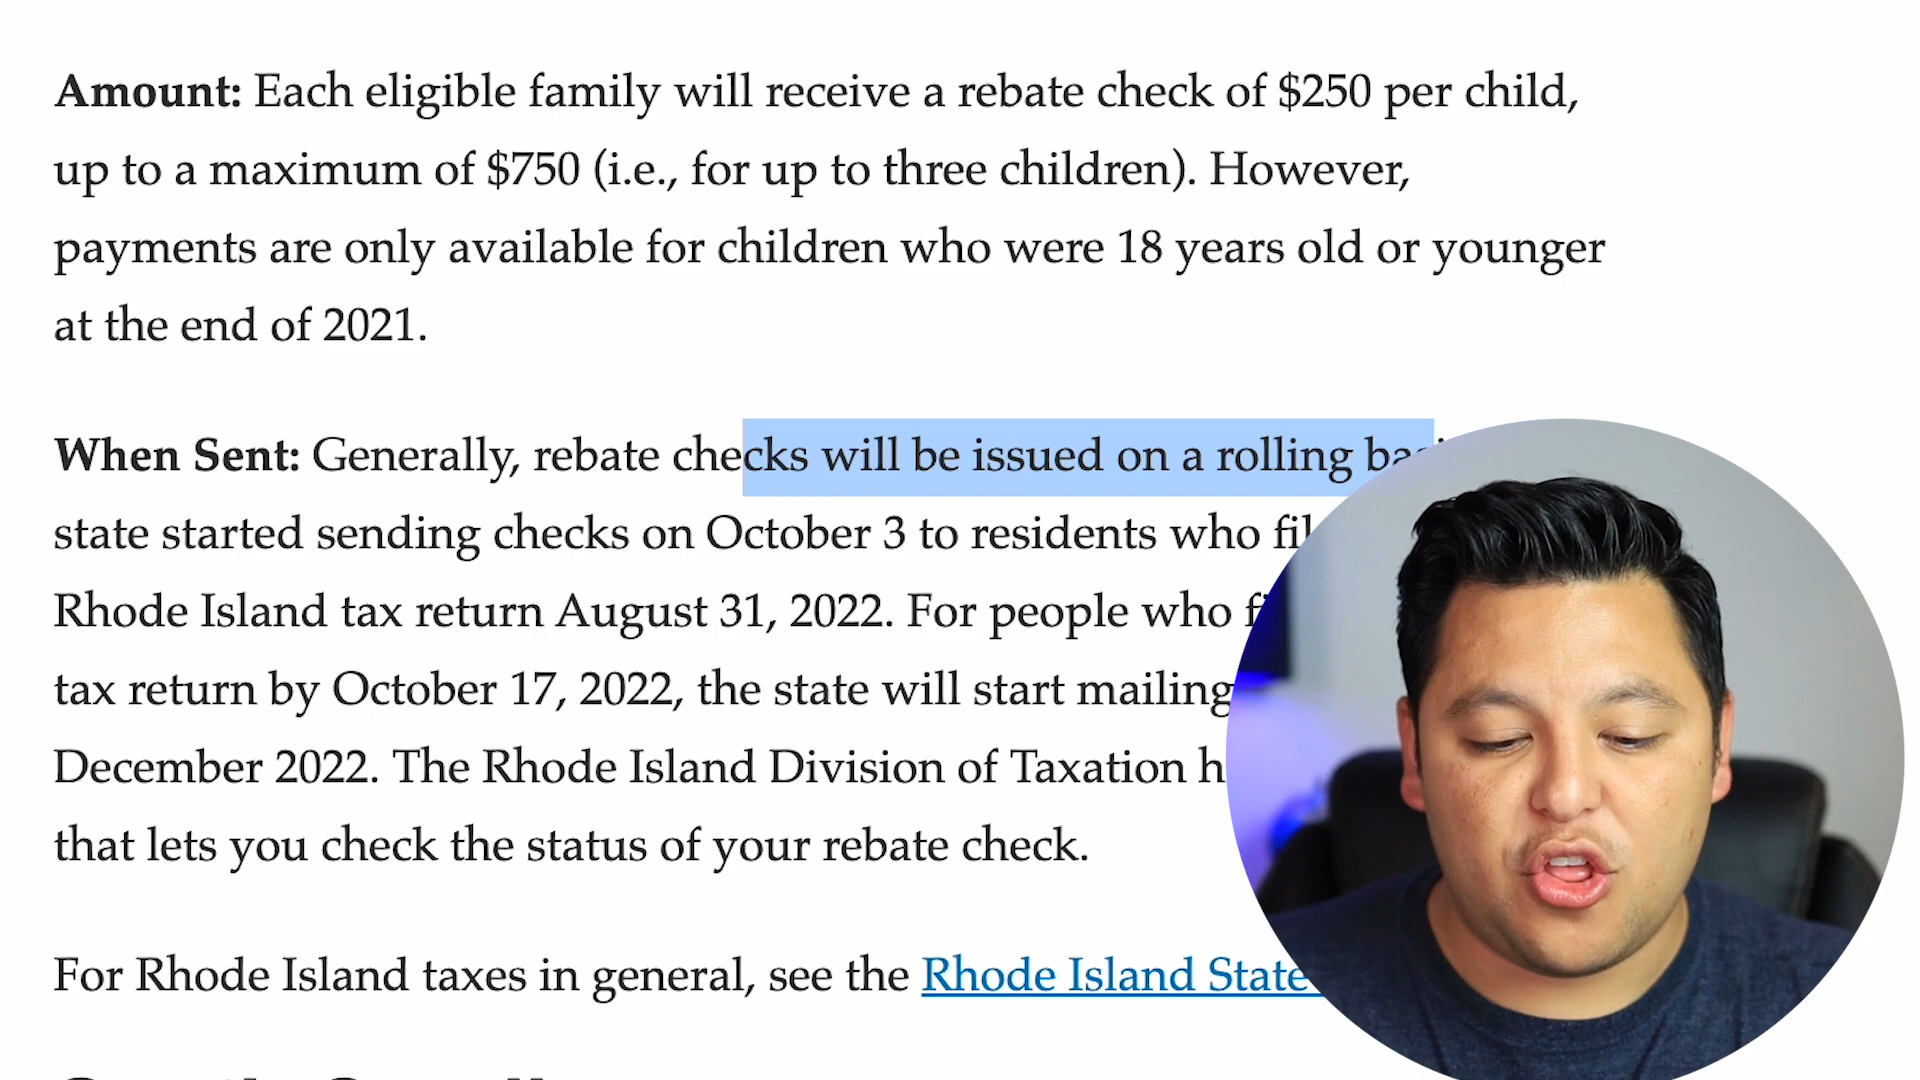 Amount: Each eligible family will receive a rebate check of $250 per child,
up to a maximum of $750 (i.e., for up to three children). However,
payments are only available for children who were 18 years old or younger
at the end of 2021.
When Sent: Generally, rebate checks will be issued on a rolling
state started sending checks on October 3 to residents who
Rhode Island tax return August 31, 2022. For people who
tax return by October 17, 2022, the state will start mailing
December 2022. The Rhode Island Division of Taxation
that lets you check the status of your rebate check.
For Rhode Island taxes in general, see the Rhode Island State